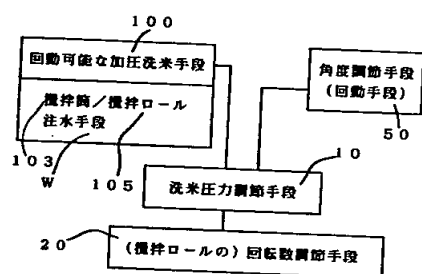 100
回動可能な加圧洗米手段
攪拌筒／攪拌ロール
注水手段
103
W
105
角度調節手段
(回動手段)
50
10
洗米圧力調節手段
20
(攪拌ロールの) 回転数調節手段